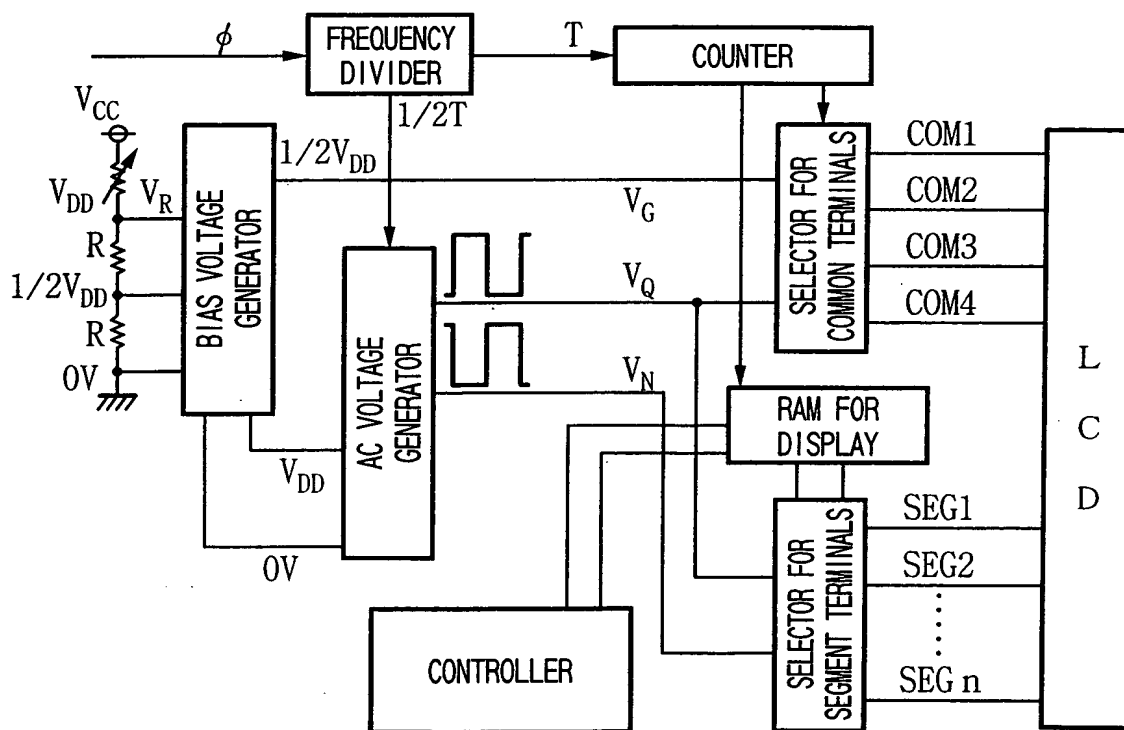 ϕ
FREQUENCY
DIVIDER
T
COUNTER
1/2T
V_CC
V_DD
V_R
R
1/2V_DD
R
0V
BIAS VOLTAGE
GENERATOR
1/2V_DD
V_G
V_DD
0V
AC VOLTAGE
GENERATOR
V_Q
V_N
SELECTOR FOR
COMMON TERMINALS
COM1
COM2
COM3
COM4
RAM FOR
DISPLAY
SELECTOR FOR
SEGMENT TERMINALS
SEG1
SEG2
SEG n
L
C
D
CONTROLLER